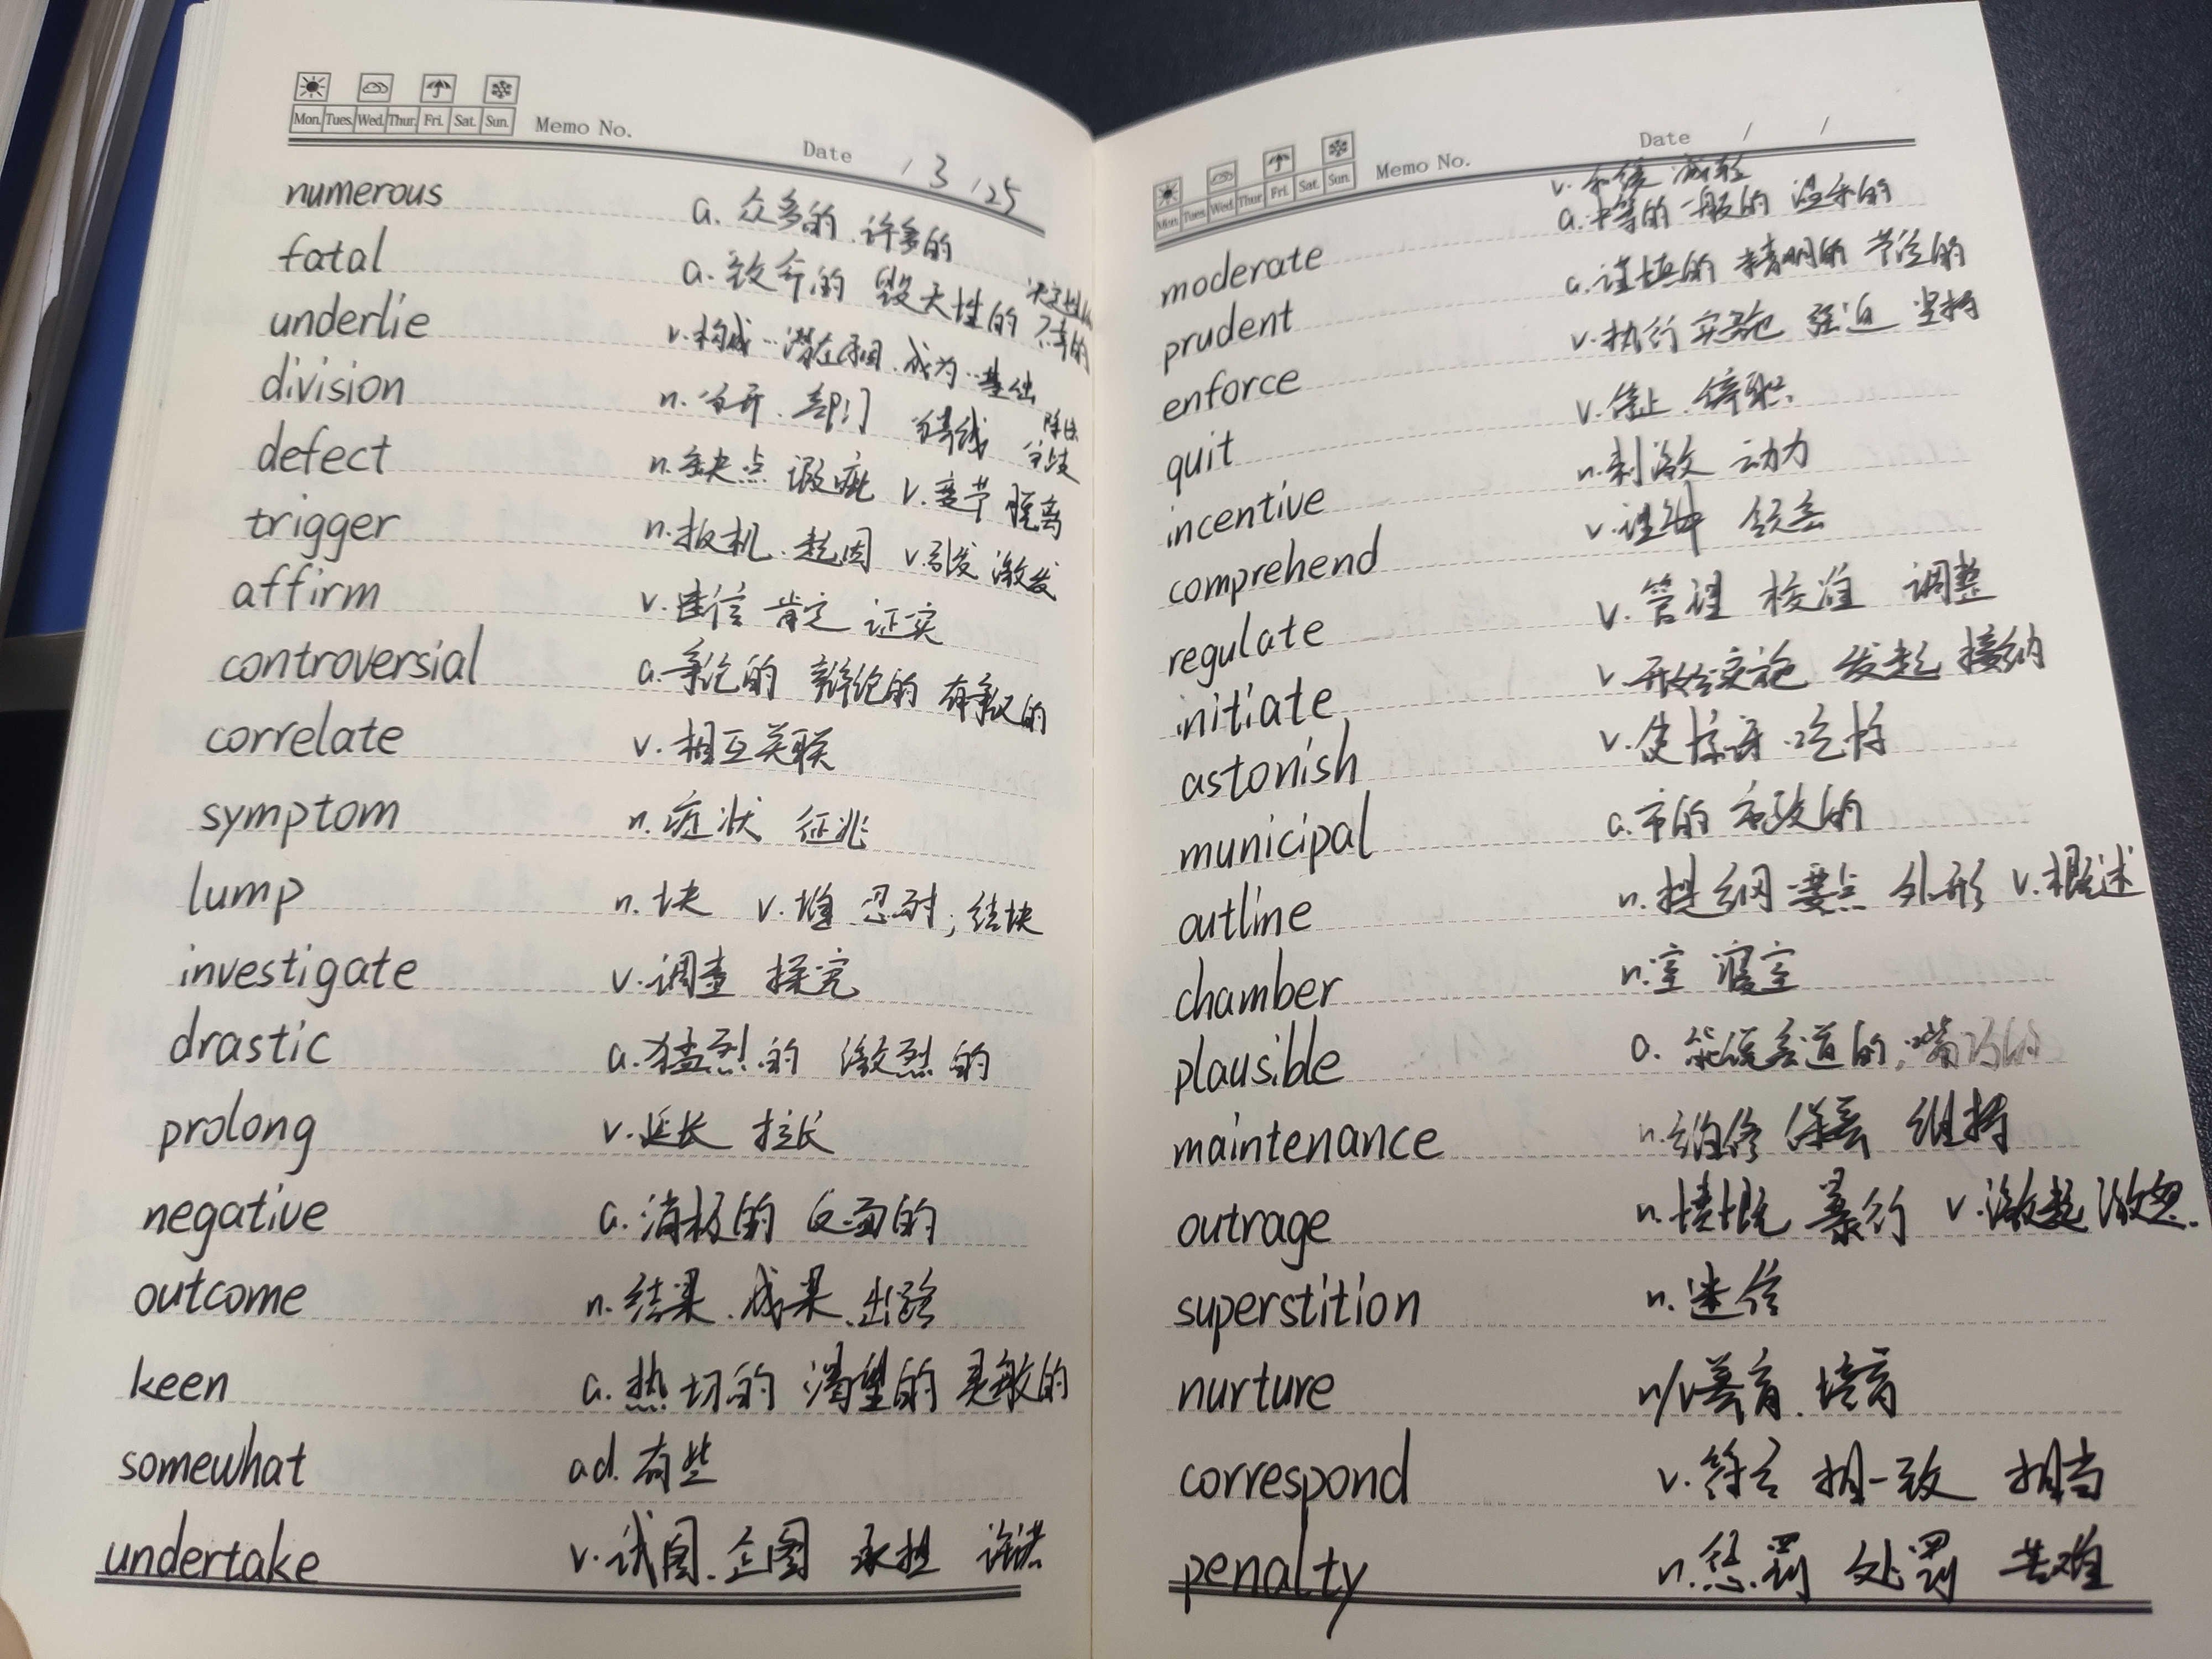 Mon. Tues. Wed. Thur. Fri. Sat. Sun. Memo No. Date / 3 / 25
numerous a. 众多的 许多的
fatal a. 致命的 毁灭性的 决定性的 不幸的
underlie v. 构成…潜在原因 成为…基础
division n. 分开 部门 得线 除法 分歧
defect n. 缺点 瑕疵 v. 变节 脱离
trigger n. 扳机 起因 v. 引发 激发
affirm v. 肯定 证实
controversial a. 争论的 辩论的 有争议的
correlate v. 相互关联
symptom n. 症状 征兆
lump n. 块 v. 堆 忍耐; 结块
investigate v. 调查 探究
drastic a. 猛烈的 激烈的
prolong v. 延长 拉长
negative a. 消极的 反面的
outcome n. 结果 成果 出路
keen a. 热切的 渴望的 灵敏的
somewhat ad. 有些
undertake v. 试图 企图 承担 许诺
Mon. Tues. Wed. Thur. Fri. Sat. Sun. Memo No. Date / /
v. 和缓 减轻
moderate a. 中等的 一般的 温和的
prudent a. 谨慎的 精明的 节俭的
enforce v. 执行 实施 强迫 坚持
quit v. 停止 辞职
incentive n. 刺激 动力
comprehend v. 理解 领会
regulate v. 管理 校准 调整
initiate v. 开始实施 发起 接纳
astonish v. 使惊讶 吃惊
municipal a. 市的 市政的
outline n. 提纲 要点 外形 v. 概述
chamber n. 室 寝室
plausible a. 能说会道的, 嘴巧的
maintenance n. 维修 保养 维持
outrage n. 愤慨 暴行 v. 激起 激忽
superstition n. 迷信
nurture n/v 养育 培育
correspond v. 符合 相一致 相当
penalty n. 惩罚 处罚 苦难